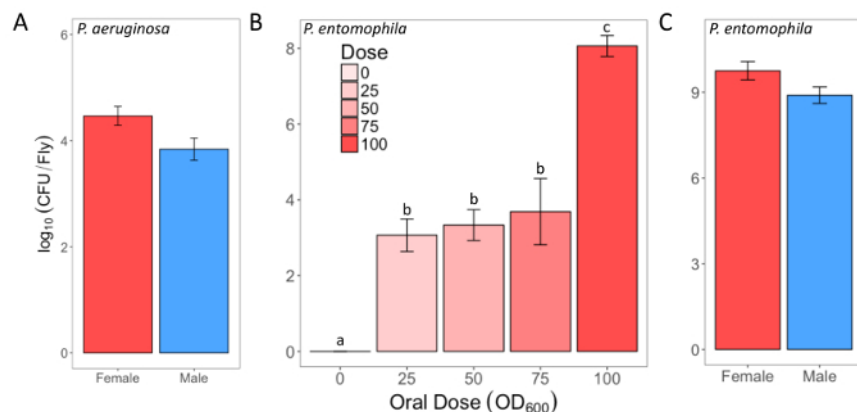 A
P. aeruginosa
log10 (CFU/Fly)
6
4
2
0
Female
Male
B
P. entomophila
Dose
0
25
50
75
100
8
6
4
2
0
a
b
b
b
c
0
25
50
75
100
Oral Dose (OD600)
C
P. entomophila
9
6
3
0
Female
Male